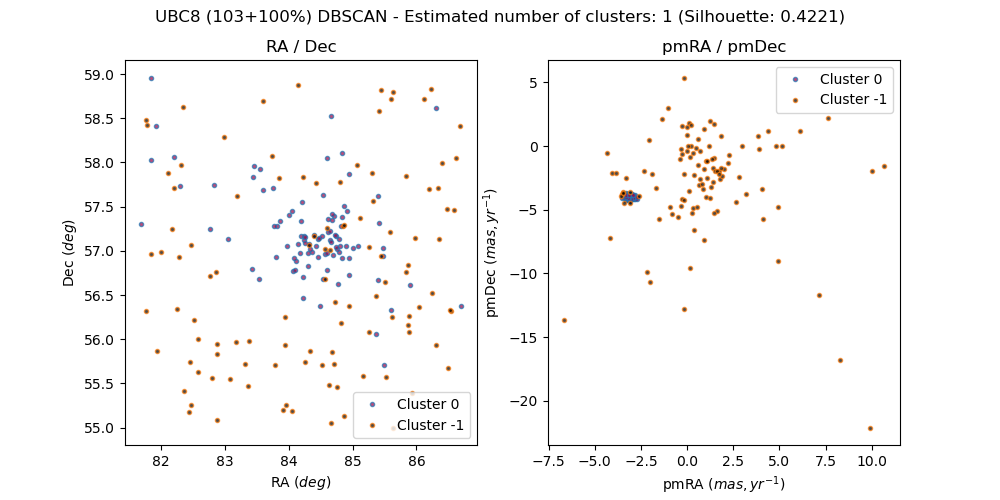 UBC8 (103+100%) DBSCAN - Estimated number of clusters: 1 (Silhouette: 0.4221)
RA / Dec
59.0
58.5
58.0
57.5
57.0
56.5
56.0
55.5
55.0
Dec (deg)
82
83
84
85
86
RA (deg)
Cluster 0
Cluster -1
pmRA / pmDec
Cluster 0
Cluster -1
5
0
−5
−10
−15
−20
pmDec (mas, yr⁻¹)
−7.5
−5.0
−2.5
0.0
2.5
5.0
7.5
10.0
pmRA (mas, yr⁻¹)